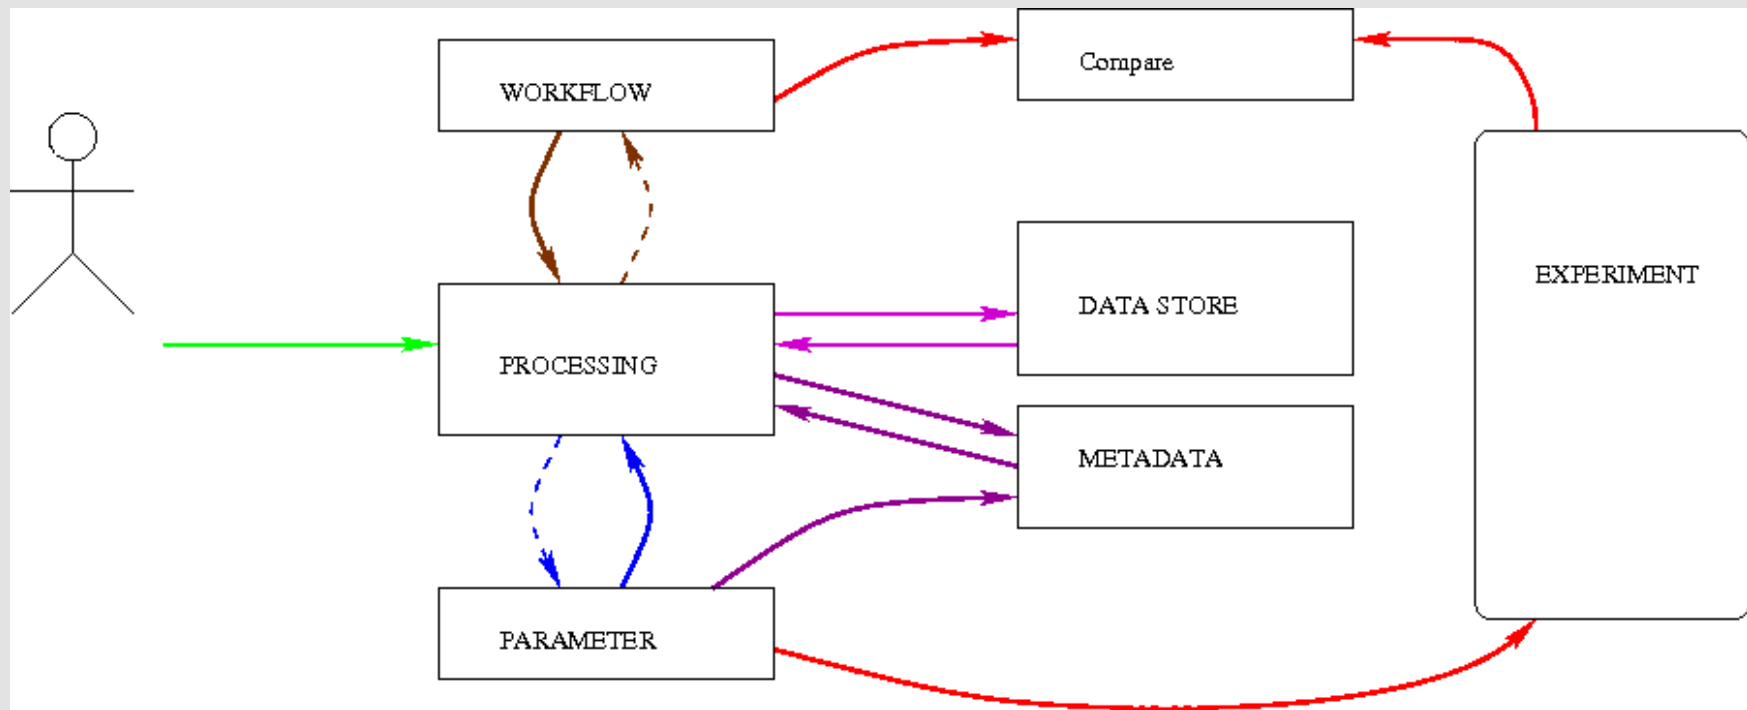 WORKFLOW
Compare
EXPERIMENT
DATA STORE
PROCESSING
METADATA
PARAMETER